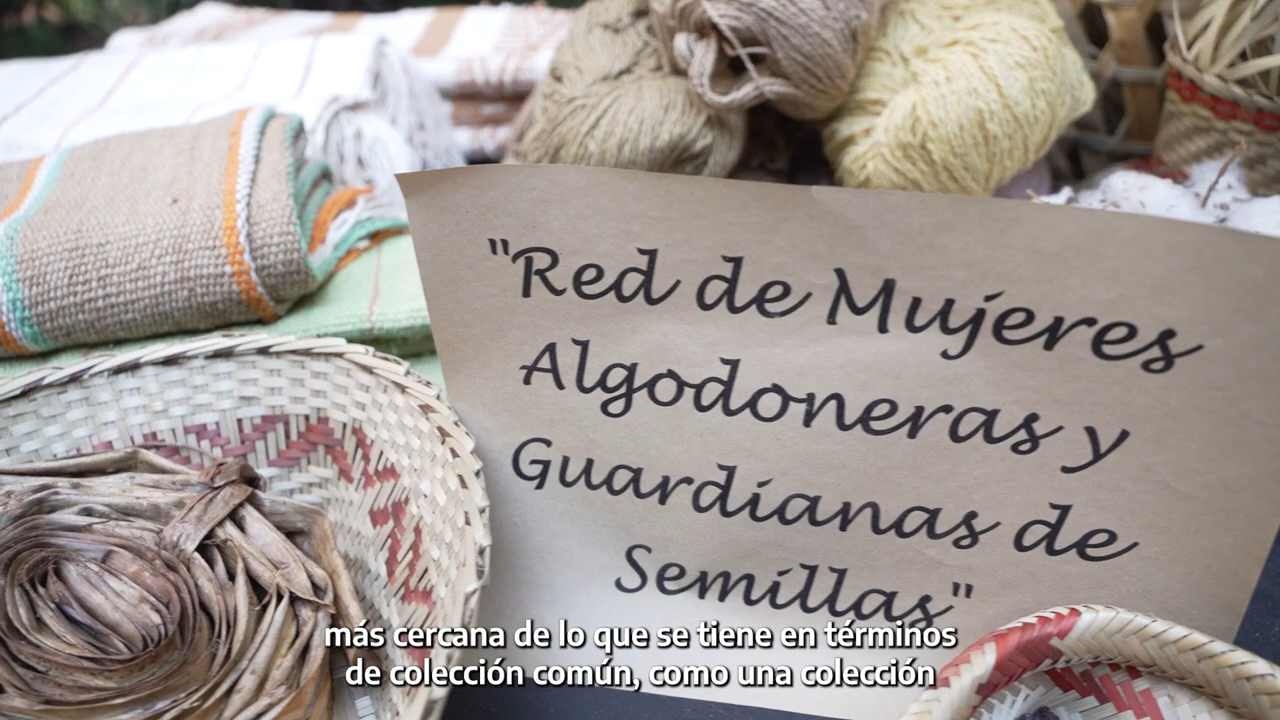 "Red de Mujeres
Algodoneras y
Guardianas de
Semillas"
más cercana de lo que se tiene en términos
de colección común, como una colección